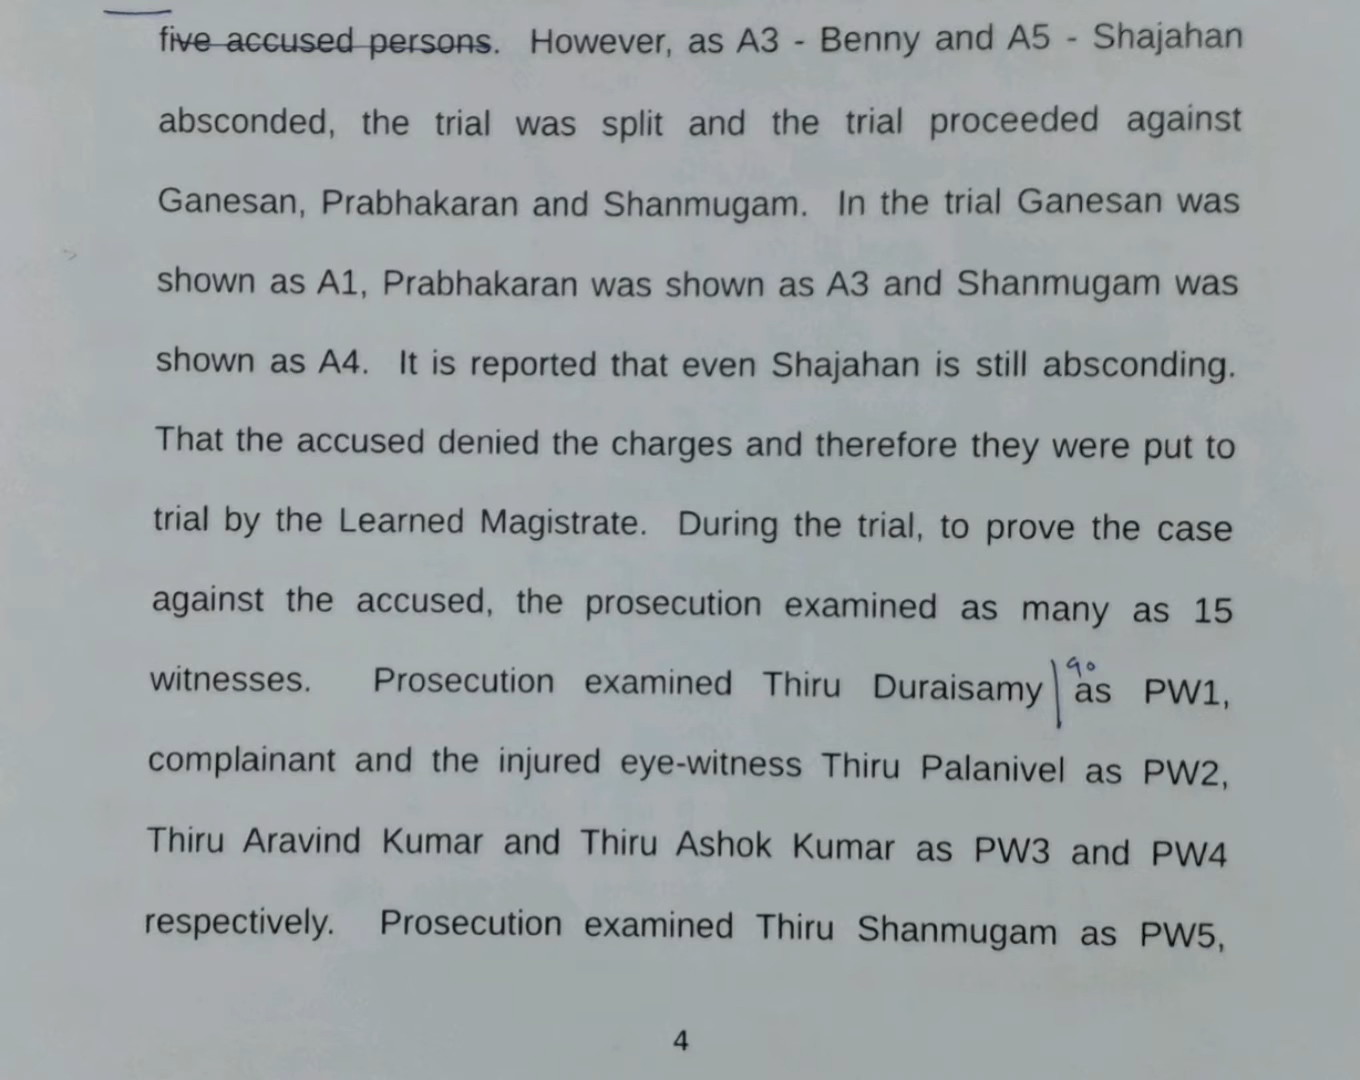 five accused persons. However, as A3 - Benny and A5 - Shajahan
absconded, the trial was split and the trial proceeded against
Ganesan, Prabhakaran and Shanmugam. In the trial Ganesan was
shown as A1, Prabhakaran was shown as A3 and Shanmugam was
shown as A4. It is reported that even Shajahan is still absconding.
That the accused denied the charges and therefore they were put to
trial by the Learned Magistrate. During the trial, to prove the case
against the accused, the prosecution examined as many as 15
witnesses. Prosecution examined Thiru Duraisamy 90 as PW1,
complainant and the injured eye-witness Thiru Palanivel as PW2,
Thiru Aravind Kumar and Thiru Ashok Kumar as PW3 and PW4
respectively. Prosecution examined Thiru Shanmugam as PW5,
4